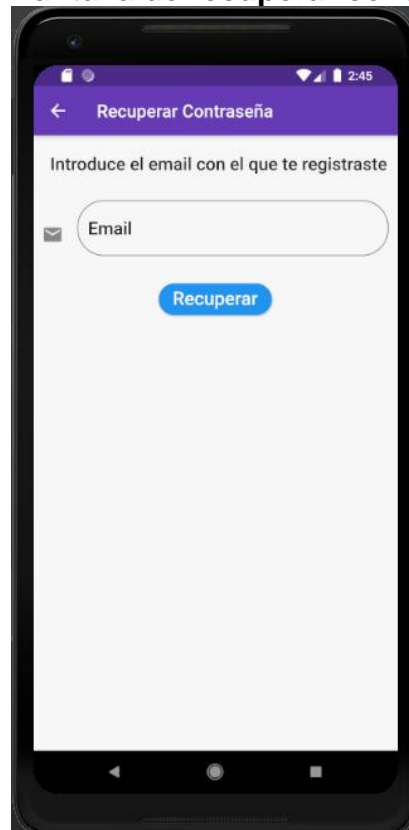 2:45
Recuperar Contraseña
Introduce el email con el que te registraste
Email
Recuperar